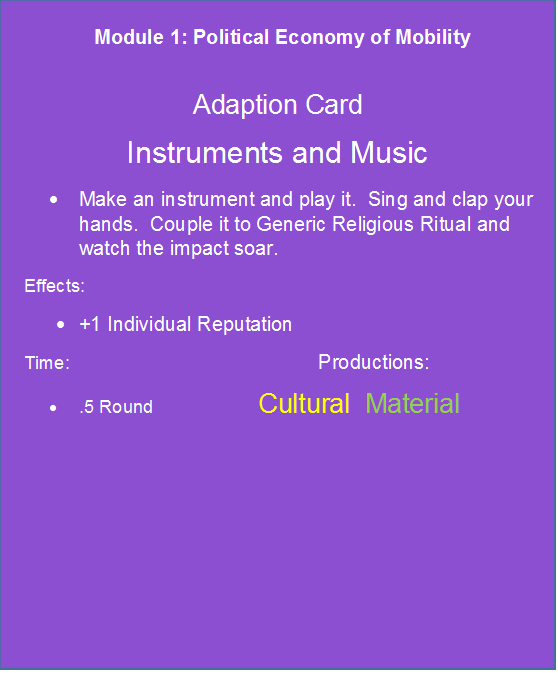 Module 1: Political Economy of Mobility
Adaption Card
Instruments and Music
• Make an instrument and play it.  Sing and clap your
hands.  Couple it to Generic Religious Ritual and
watch the impact soar.
Effects:
• +1 Individual Reputation
Time: Productions:
• .5 Round Cultural Material